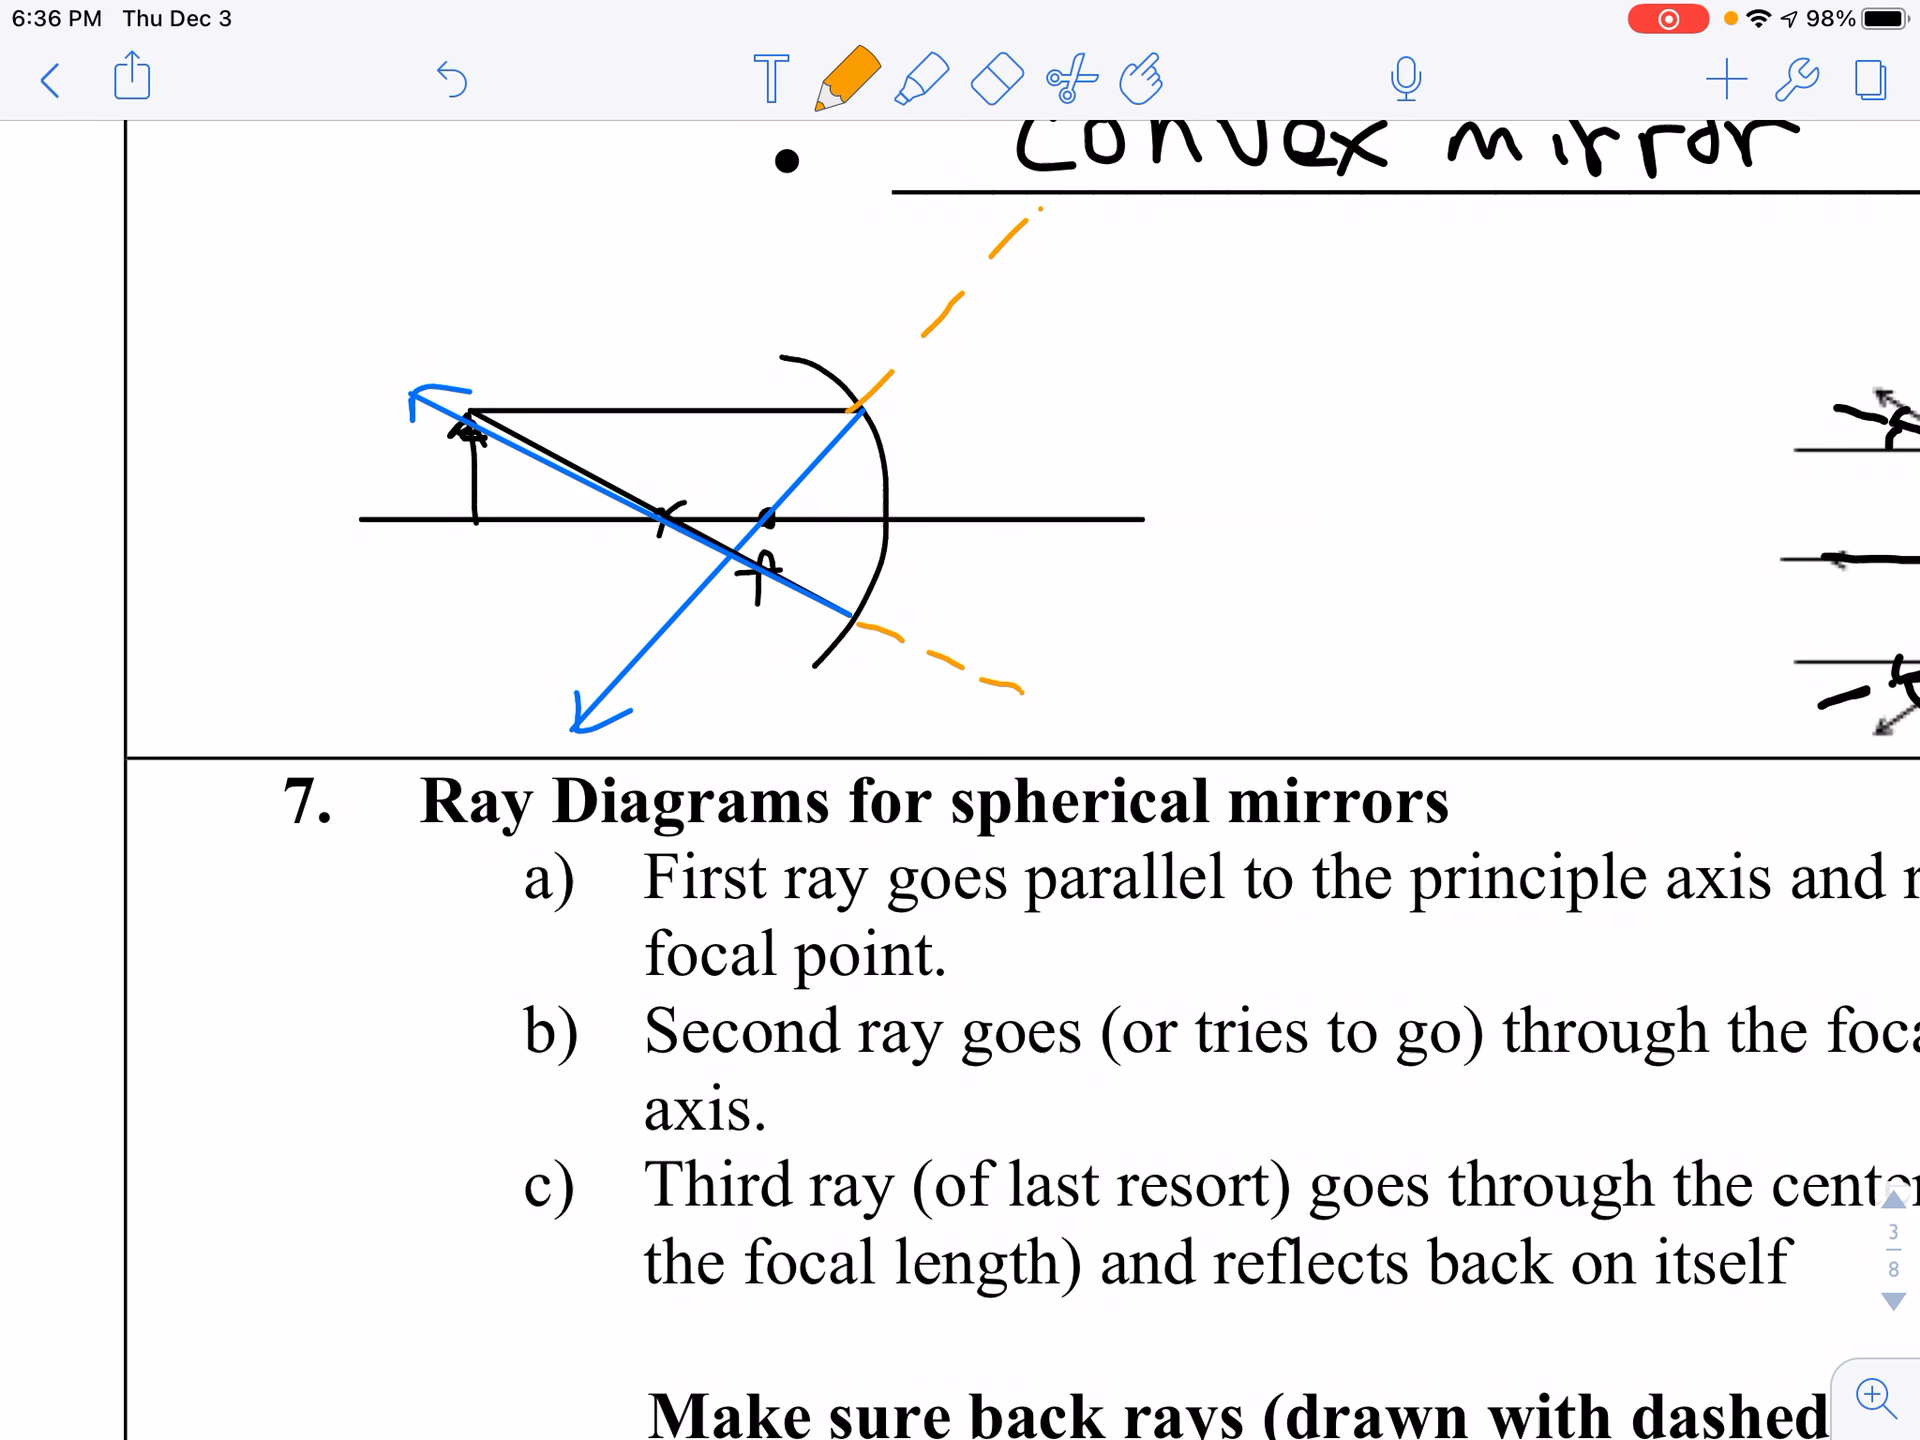 6:36 PM Thu Dec 3
98%
T
Convex mirror
7. Ray Diagrams for spherical mirrors
a) First ray goes parallel to the principle axis and
focal point.
b) Second ray goes (or tries to go) through the
axis.
c) Third ray (of last resort) goes through the
the focal length) and reflects back on itself
3
8
Make sure back rays (drawn with dashed